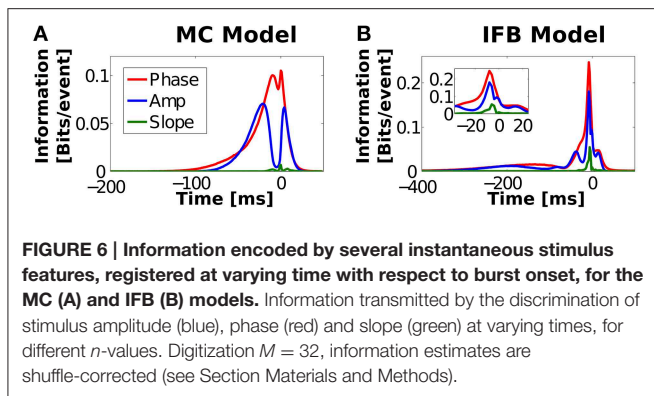 A
MC Model
Information
[Bits/event]
0.1
0.05
0
Phase
Amp
Slope
-200
-100
0
Time [ms]
B
IFB Model
Information
[Bits/event]
0.2
0.1
0
0.2
0.1
0
-20
0
20
-400
-200
0
Time [ms]
FIGURE 6 | Information encoded by several instantaneous stimulus
features, registered at varying time with respect to burst onset, for the
MC (A) and IFB (B) models. Information transmitted by the discrimination of
stimulus amplitude (blue), phase (red) and slope (green) at varying times, for
different n-values. Digitization M = 32, information estimates are
shuffle-corrected (see Section Materials and Methods).